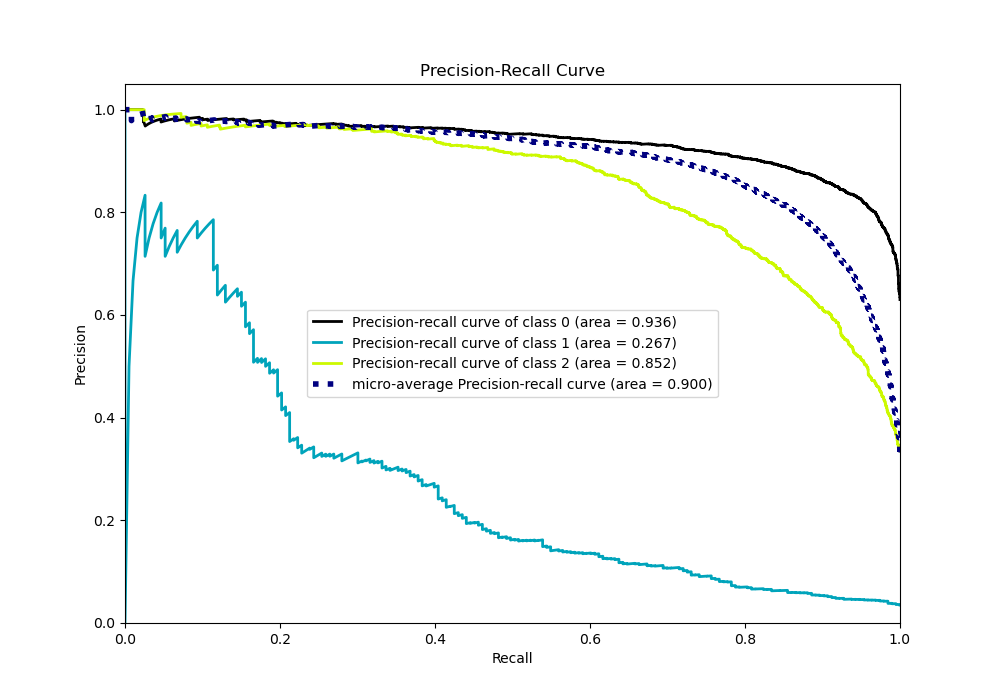 Precision-Recall Curve
1.0
0.8
0.6
0.4
0.2
0.0
Precision
Precision-recall curve of class 0 (area = 0.936)
Precision-recall curve of class 1 (area = 0.267)
Precision-recall curve of class 2 (area = 0.852)
micro-average Precision-recall curve (area = 0.900)
0.0 0.2 0.4 0.6 0.8 1.0
Recall